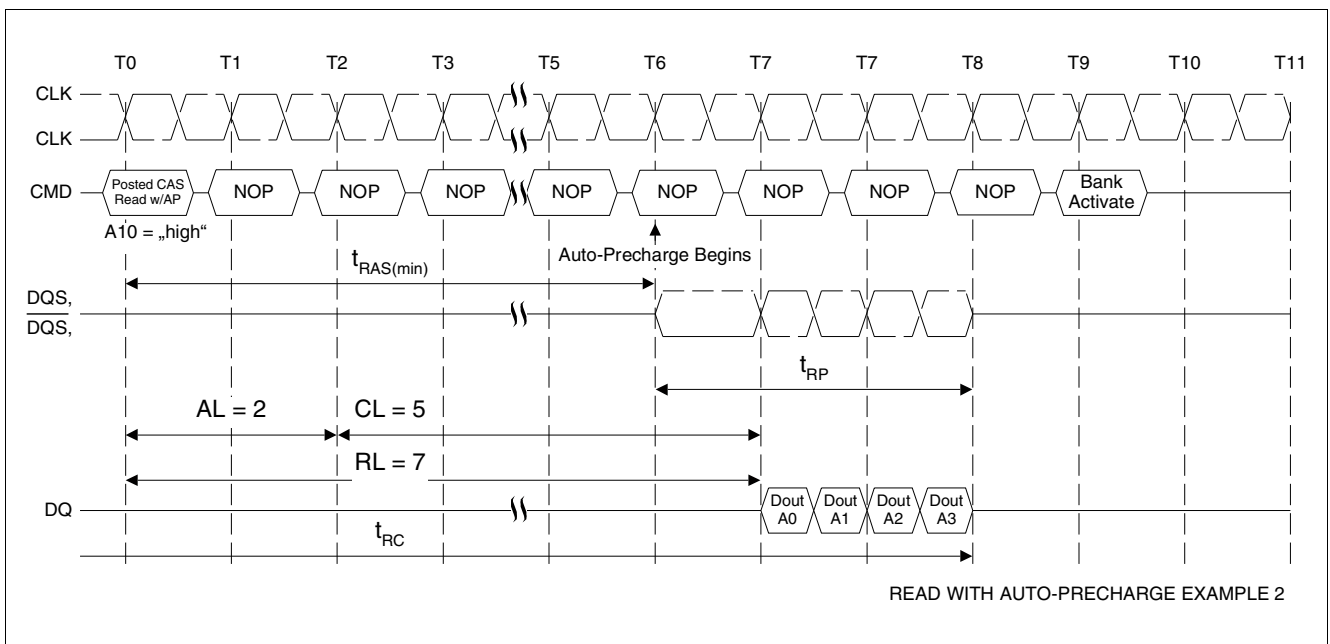 T0 T1 T2 T3 T5 T6 T7 T7 T8 T9 T10 T11
CLK
CLK
CMD
Posted CAS
Read w/AP
NOP NOP NOP NOP NOP NOP NOP NOP
Bank
Activate
A10 = „high“
Auto-Precharge Begins
tRAS(min)
DQS,
DQS,
tRP
AL = 2
CL = 5
RL = 7
DQ
Dout
A0
Dout
A1
Dout
A2
Dout
A3
tRC
READ WITH AUTO-PRECHARGE EXAMPLE 2